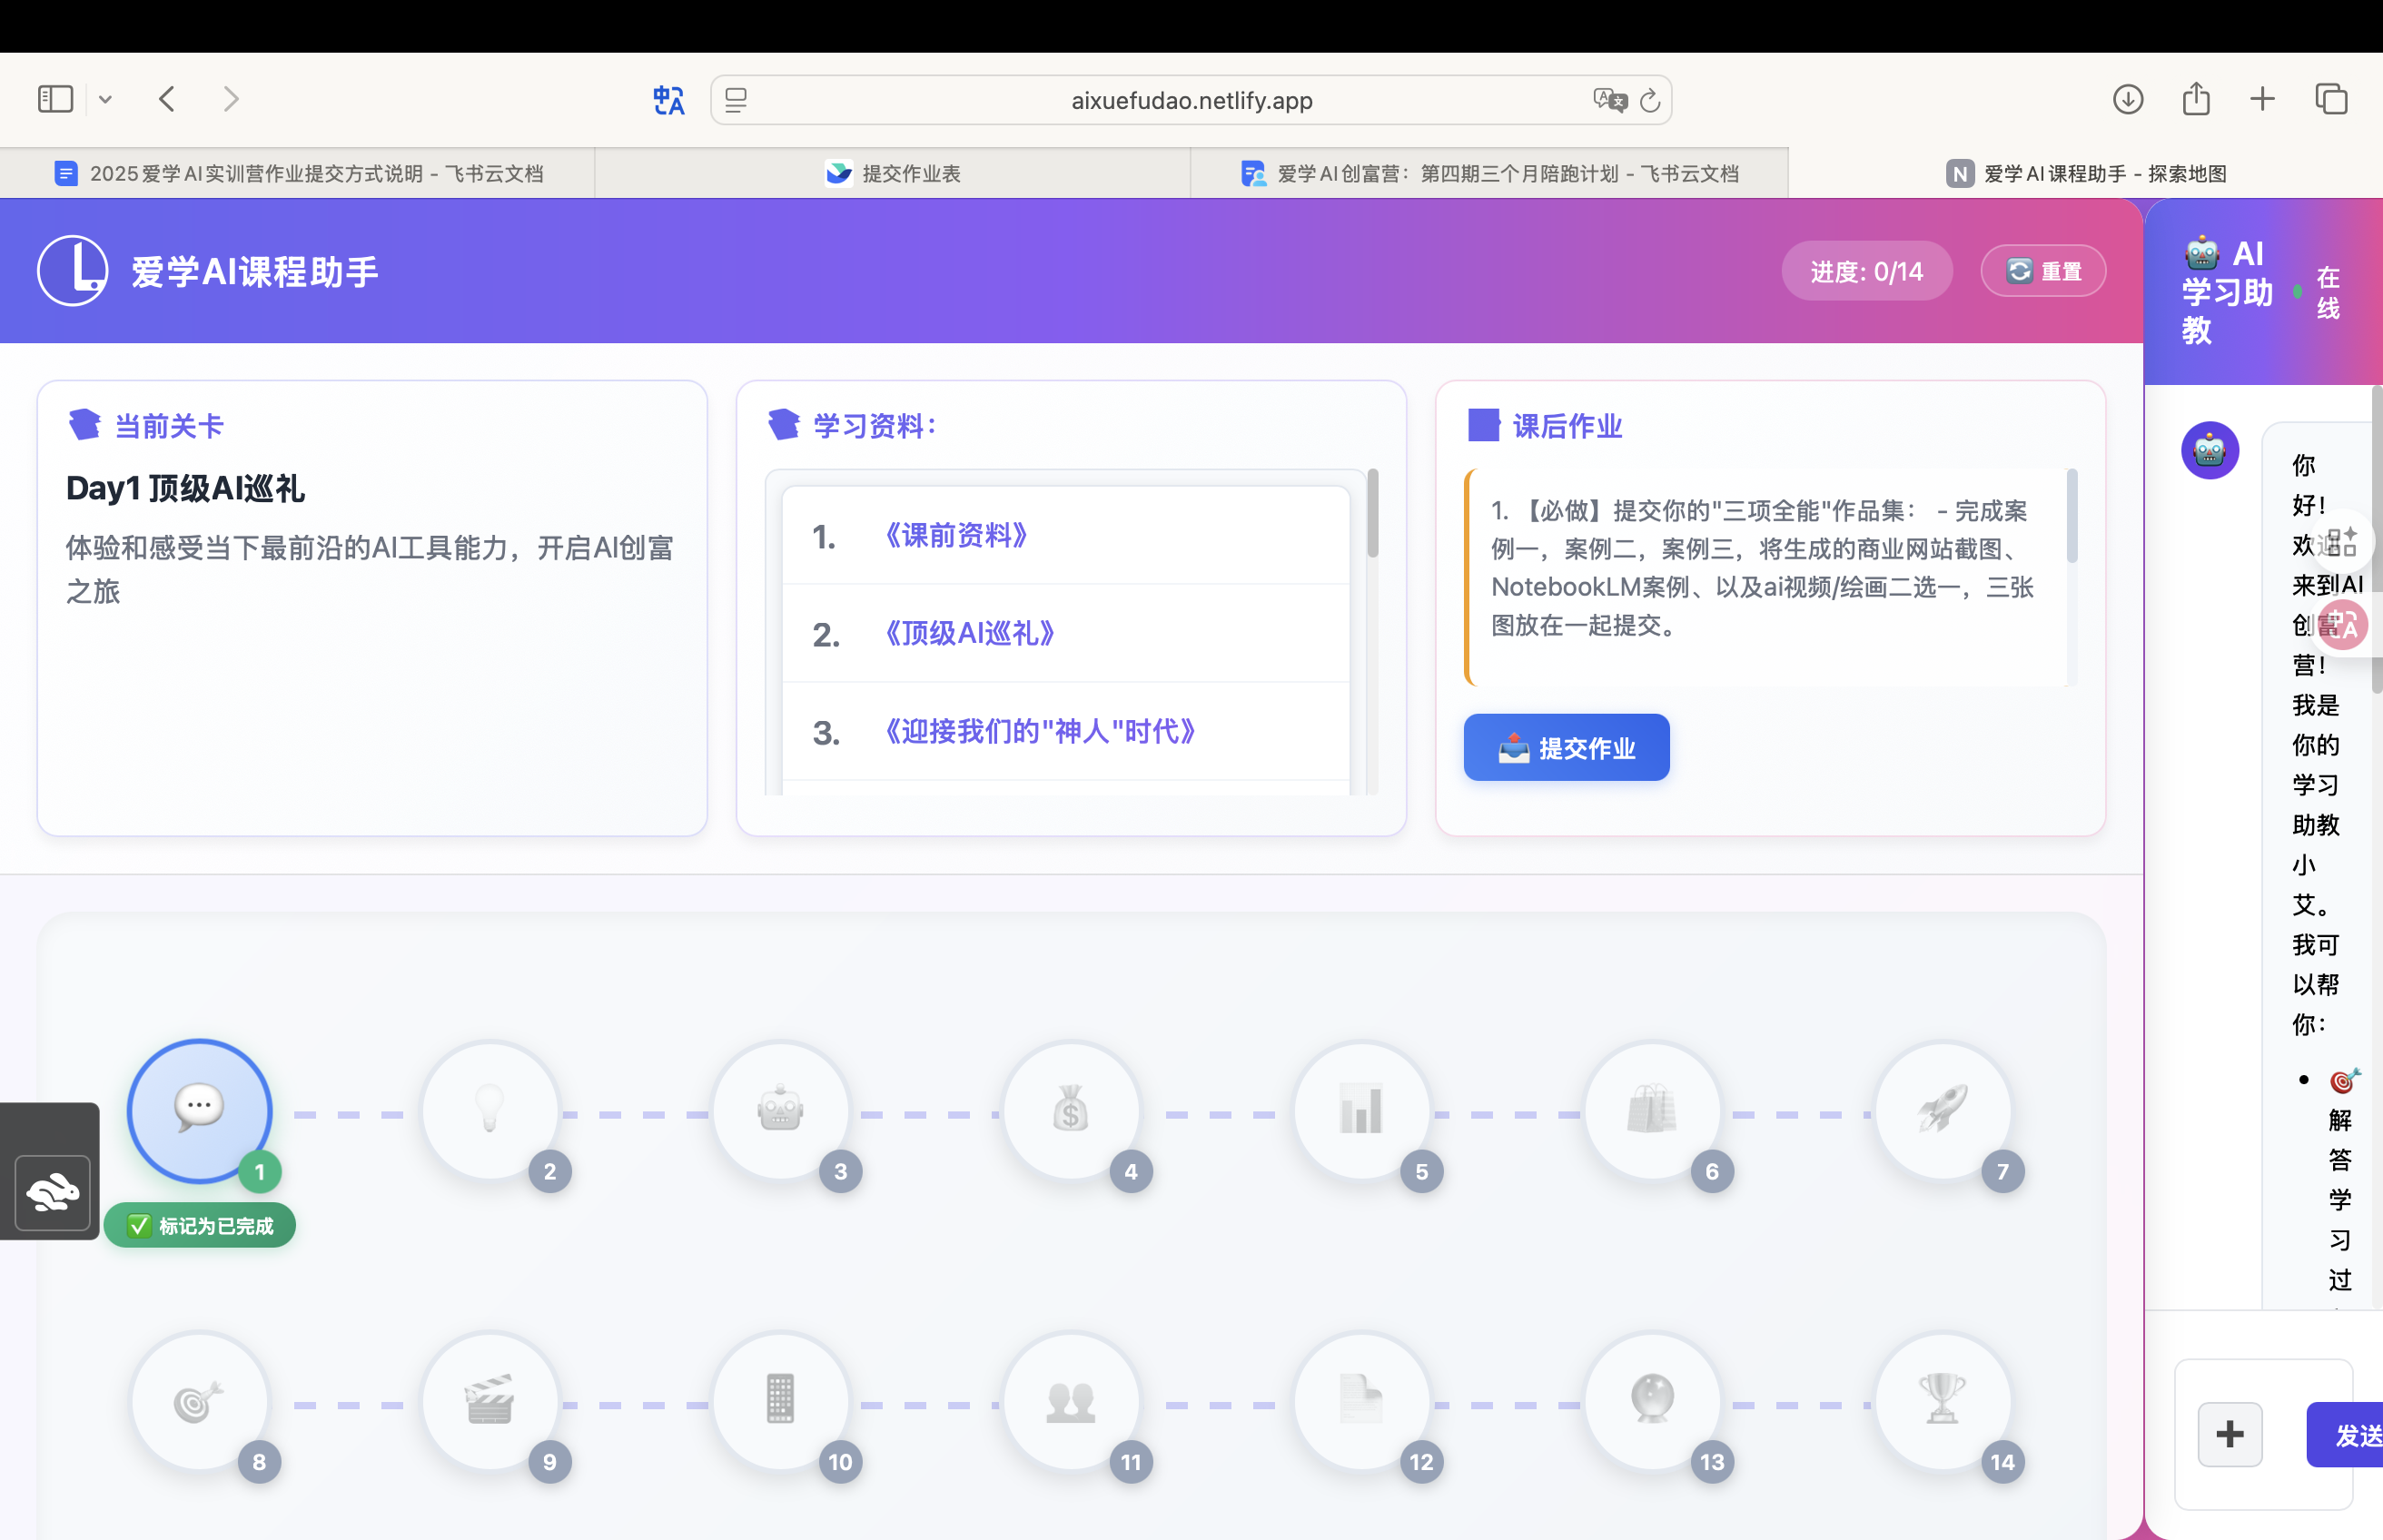 aixuefudao.netlify.app
2025爱学AI实训营作业提交方式说明 - 飞书云文档
提交作业表
爱学AI创富营：第四期三个月陪跑计划 - 飞书云文档
N 爱学AI课程助手 - 探索地图
爱学AI课程助手
进度: 0/14
重置
当前关卡
Day1 顶级AI巡礼
体验和感受当下最前沿的AI工具能力，开启AI创富
之旅
学习资料：
1. 《课前资料》
2. 《顶级AI巡礼》
3. 《迎接我们的"神人"时代》
课后作业
1. 【必做】提交你的"三项全能"作品集： - 完成案
例一，案例二，案例三，将生成的商业网站截图、
NotebookLM案例、以及ai视频/绘画二选一，三张
图放在一起提交。
提交作业
1
2
3
4
5
6
7
标记为已完成
8
9
10
11
12
13
14
AI
学习助
教
在
线
你
好！
欢迎
来到AI
创富
营！
我是
你的
学习
助教
小
艾。
我可
以帮
你：
解
答
学
习
过
发送